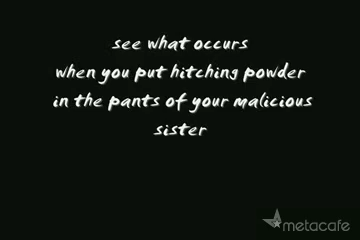 see what occurs
when you put hitching powder
in the pants of your malicious
sister
metacafe